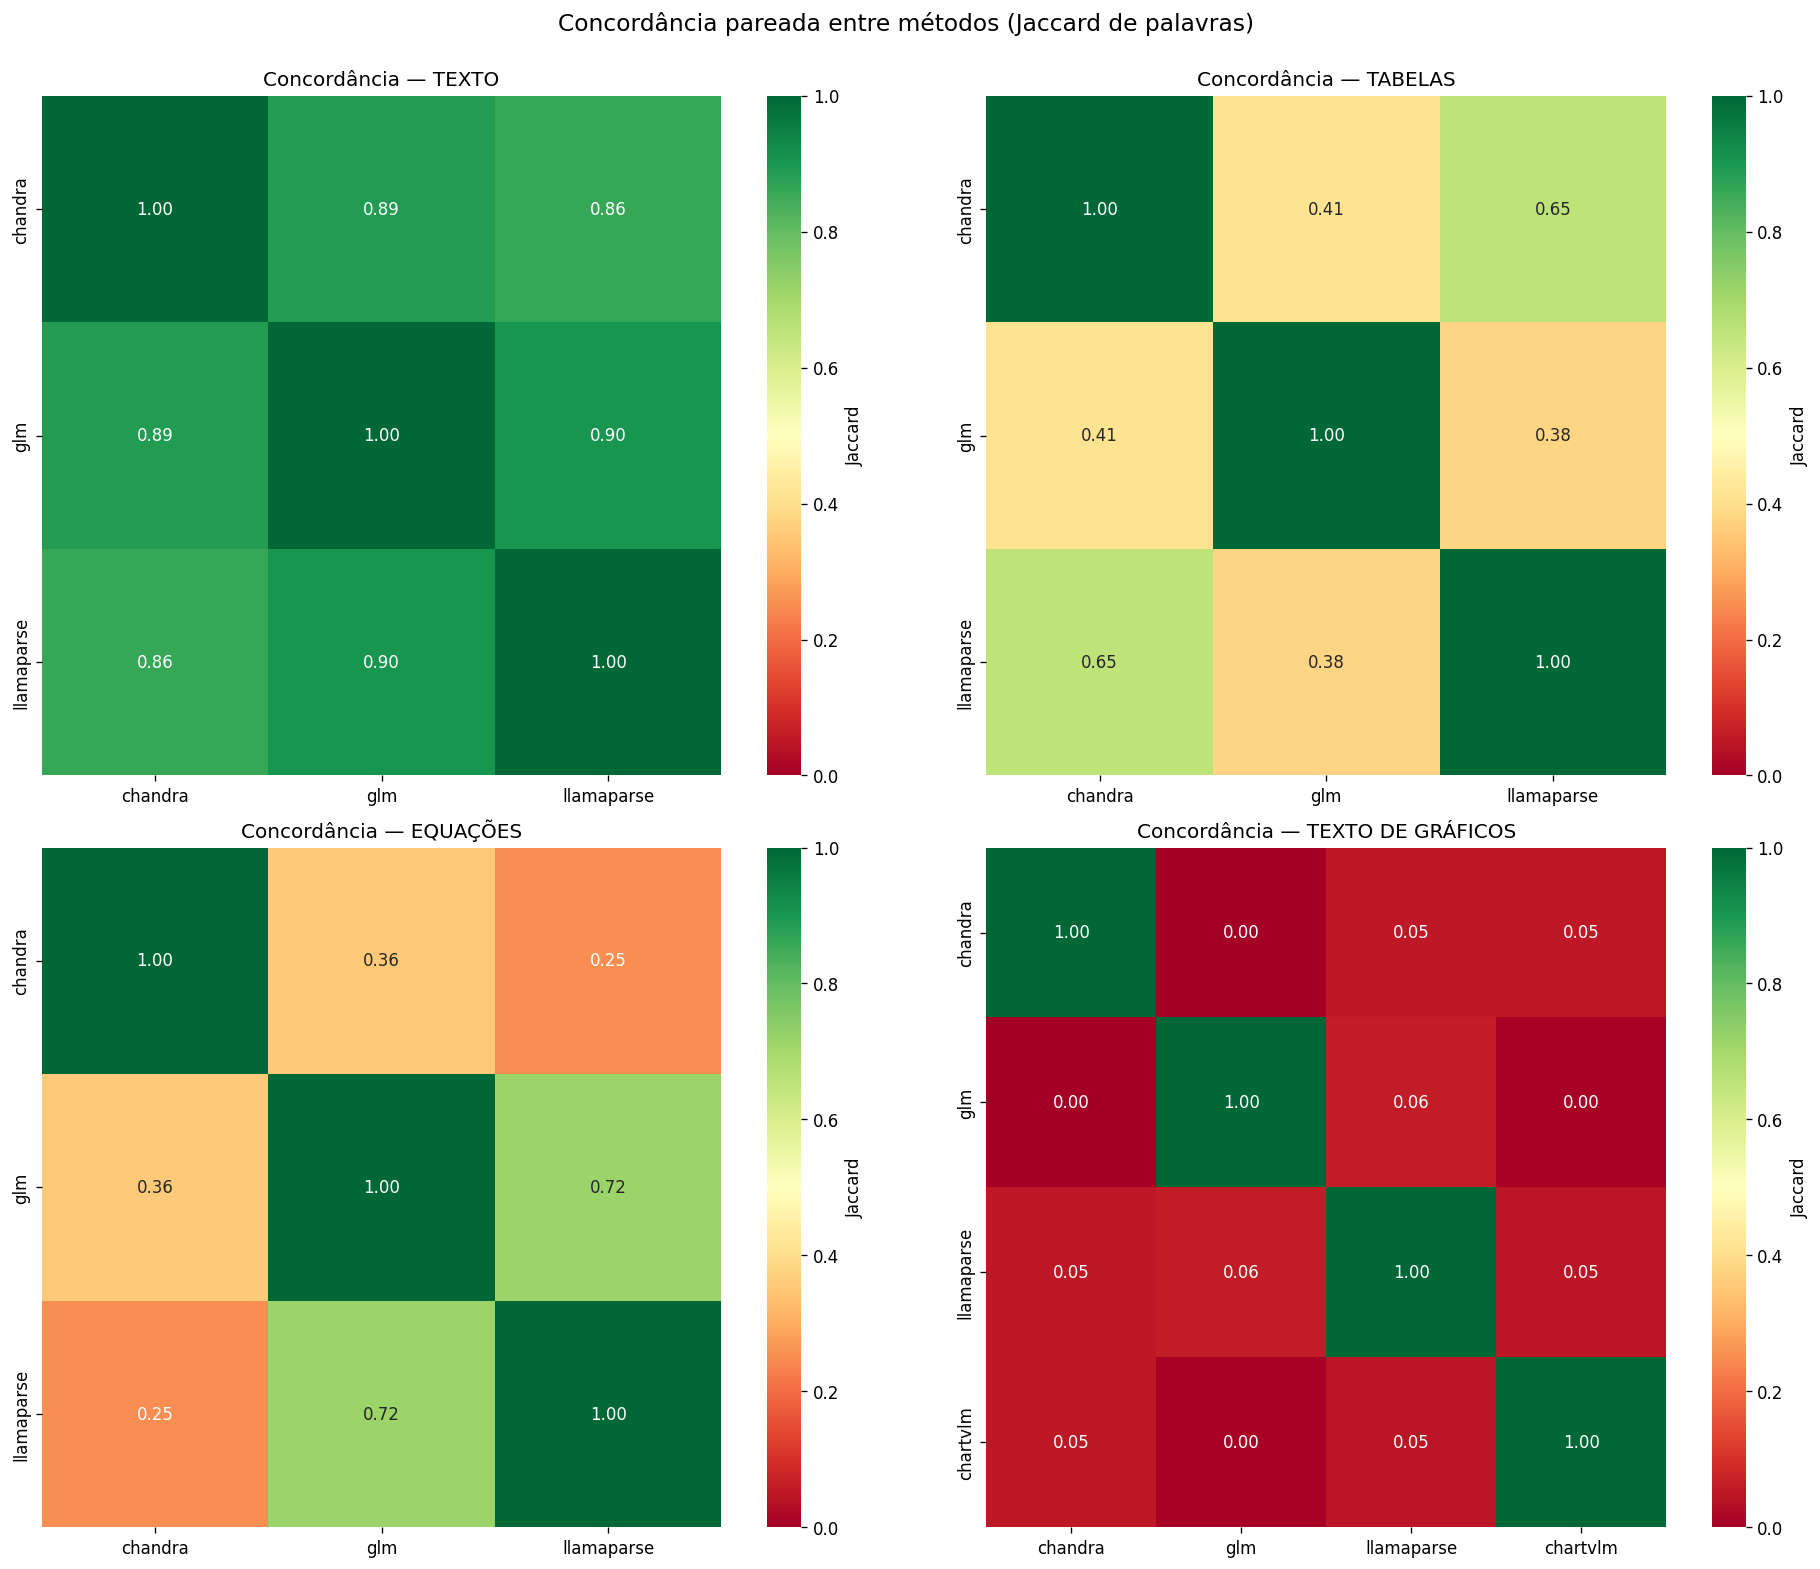 Concordância pareada entre métodos (Jaccard de palavras)
Concordância — TEXTO
chandra
glm
llamaparse
1.00 0.89 0.86
0.89 1.00 0.90
0.86 0.90 1.00
chandra glm llamaparse
1.0
0.8
0.6
0.4
0.2
0.0
Jaccard
Concordância — TABELAS
chandra
glm
llamaparse
1.00 0.41 0.65
0.41 1.00 0.38
0.65 0.38 1.00
chandra glm llamaparse
1.0
0.8
0.6
0.4
0.2
0.0
Jaccard
Concordância — EQUAÇÕES
chandra
glm
llamaparse
1.00 0.36 0.25
0.36 1.00 0.72
0.25 0.72 1.00
chandra glm llamaparse
1.0
0.8
0.6
0.4
0.2
0.0
Jaccard
Concordância — TEXTO DE GRÁFICOS
chandra
glm
llamaparse
chartvlm
1.00 0.00 0.05 0.05
0.00 1.00 0.06 0.00
0.05 0.06 1.00 0.05
0.05 0.00 0.05 1.00
chandra glm llamaparse chartvlm
1.0
0.8
0.6
0.4
0.2
0.0
Jaccard